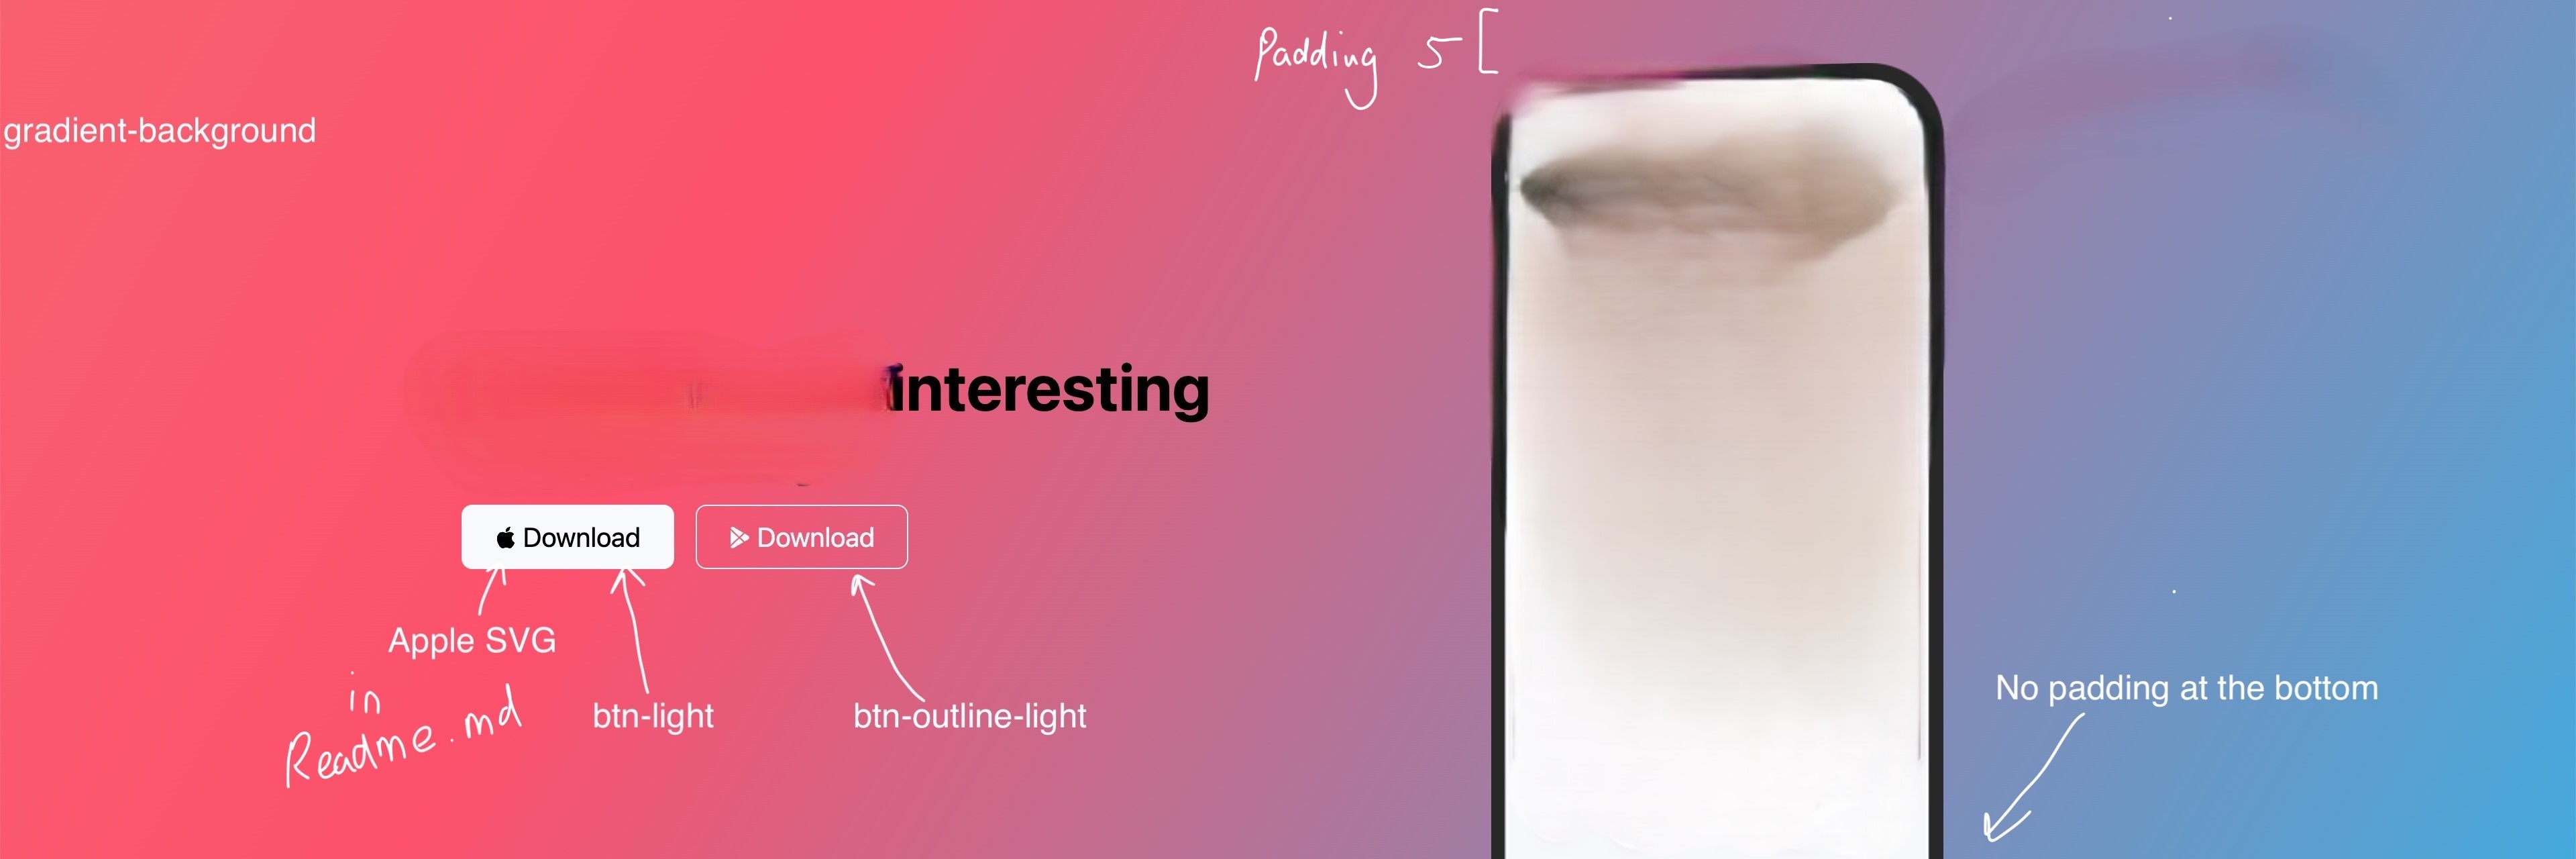 Padding 5
gradient-background
interesting
Download
Download
Apple SVG
in
Readme.md
btn-light
btn-outline-light
No padding at the bottom